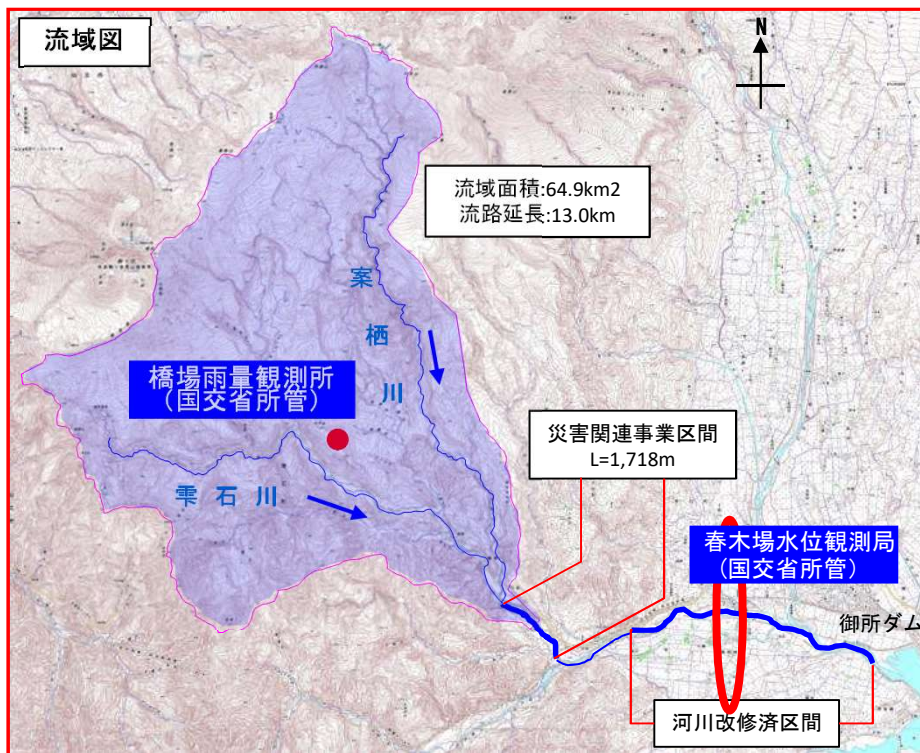 流域図
N
流域面積:64.9km2
流路延長:13.0km
案栖川
橋場雨量観測所
（国交省所管）
雫石川
災害関連事業区間
L=1,718m
春木場水位観測局
（国交省所管）
御所ダム
河川改修済区間